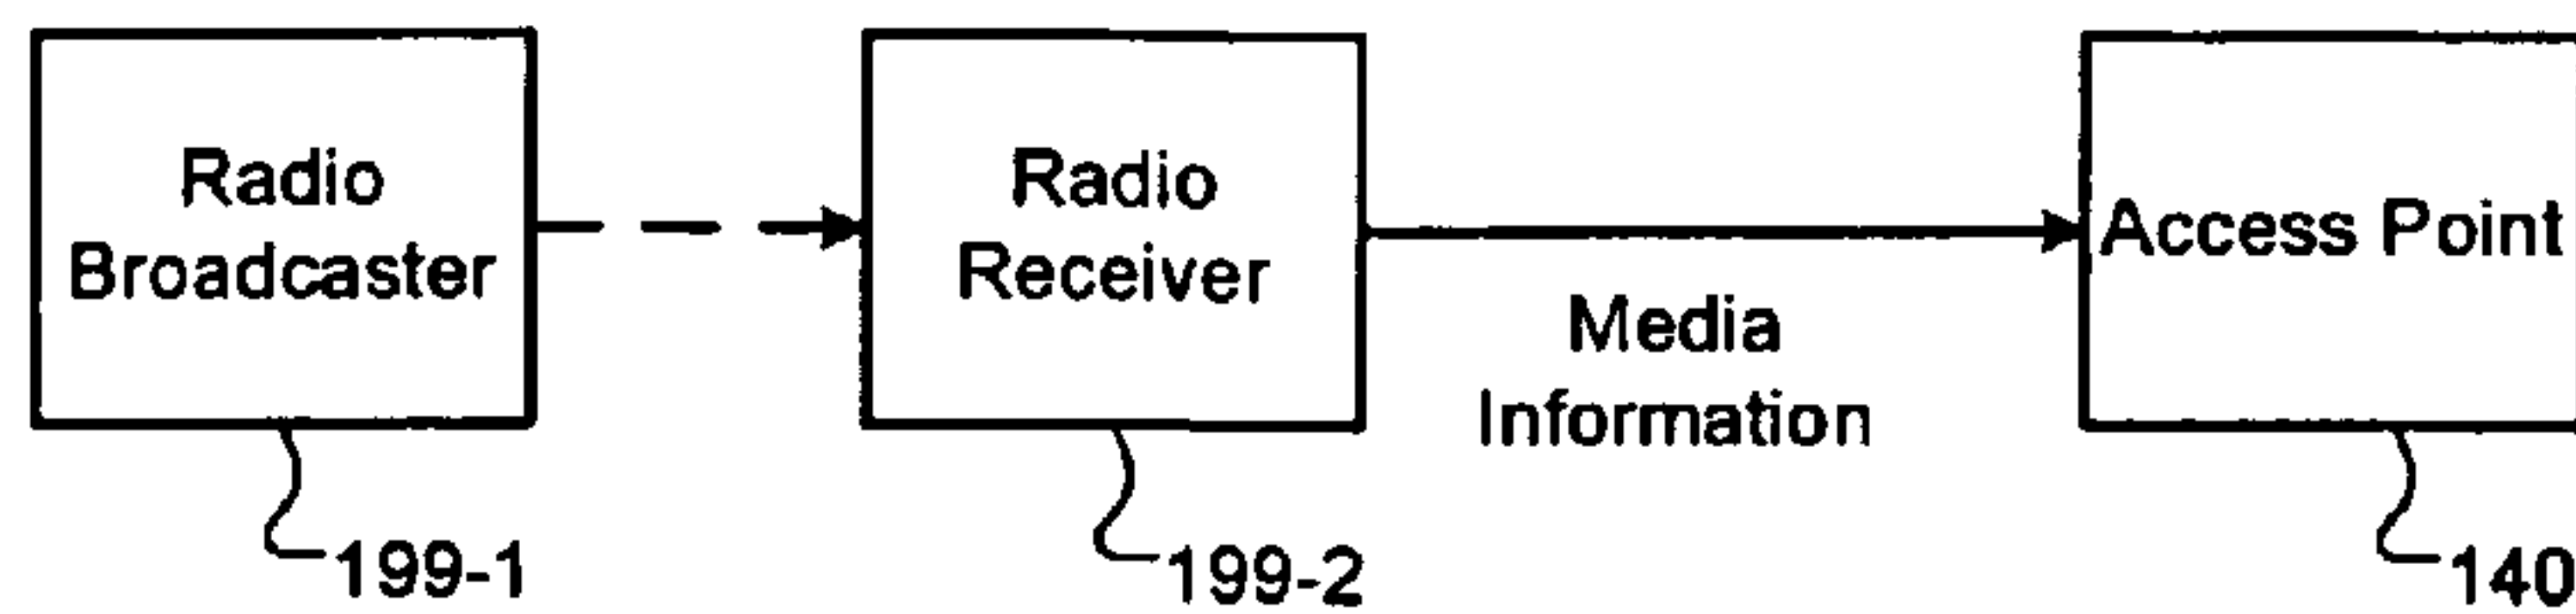 Radio
Broadcaster
Radio
Receiver
Access Point
Media
Information
199-1
199-2
140